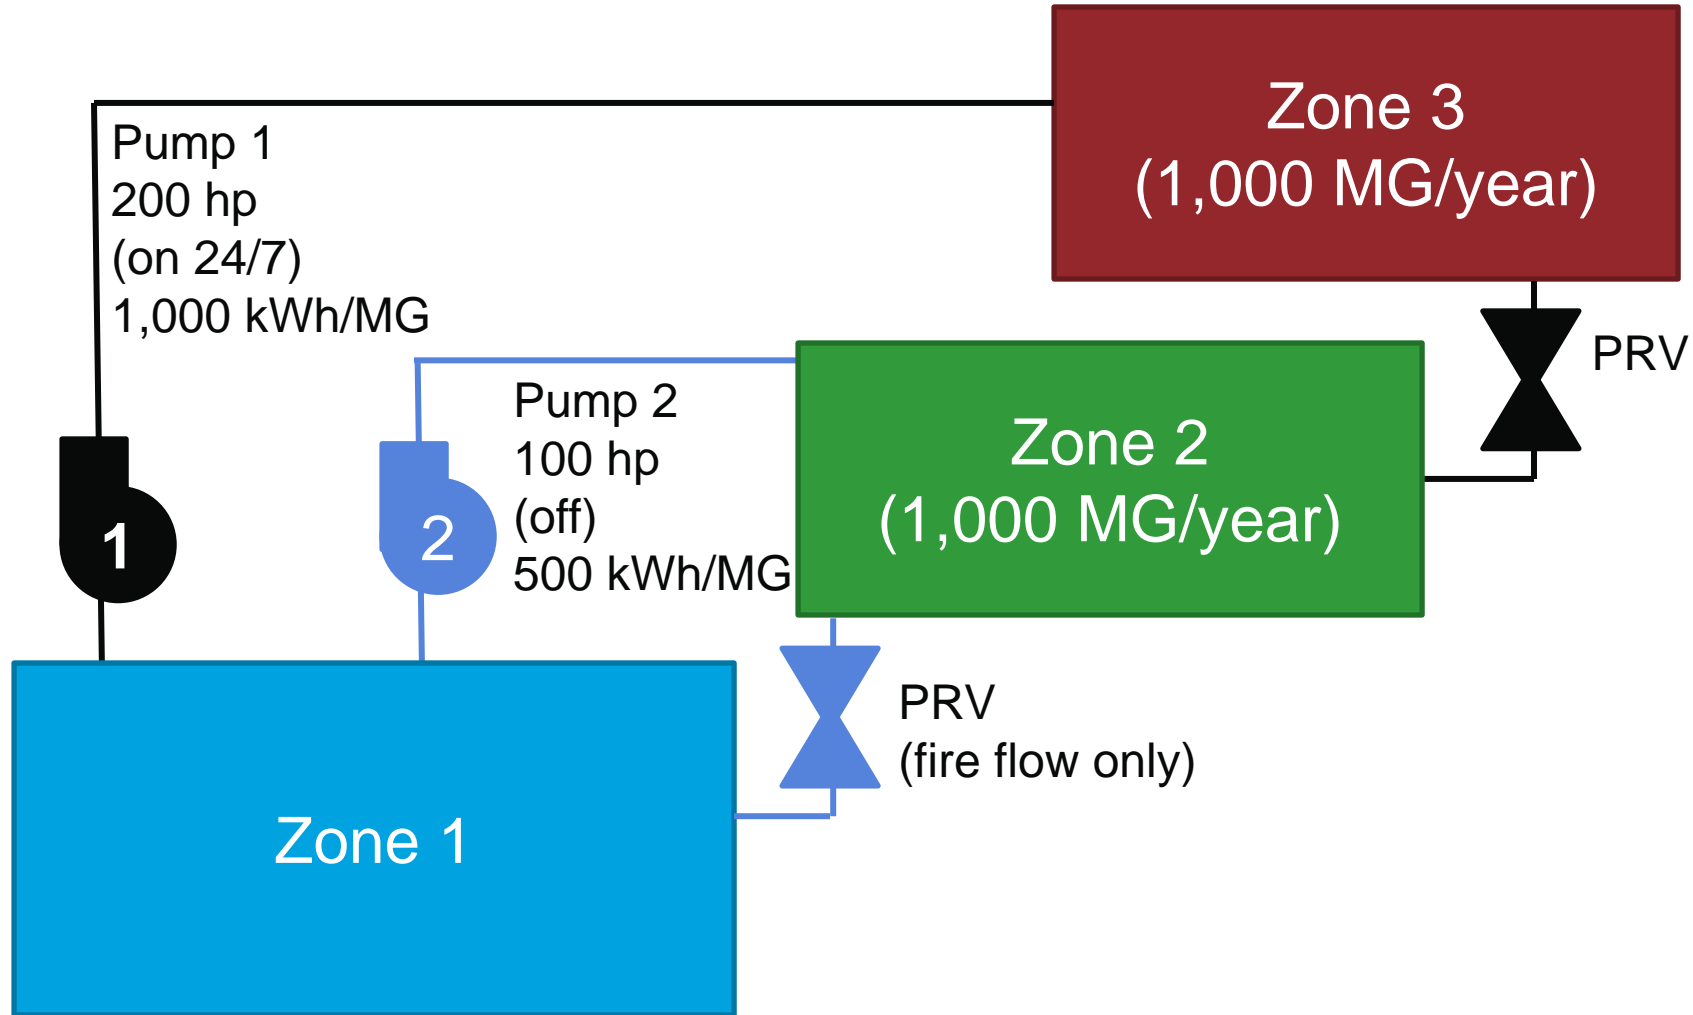 Zone 3
(1,000 MG/year)
Pump 1
200 hp
(on 24/7)
1,000 kWh/MG
PRV
Pump 2
100 hp
(off)
500 kWh/MG
Zone 2
(1,000 MG/year)
1
2
PRV
(fire flow only)
Zone 1